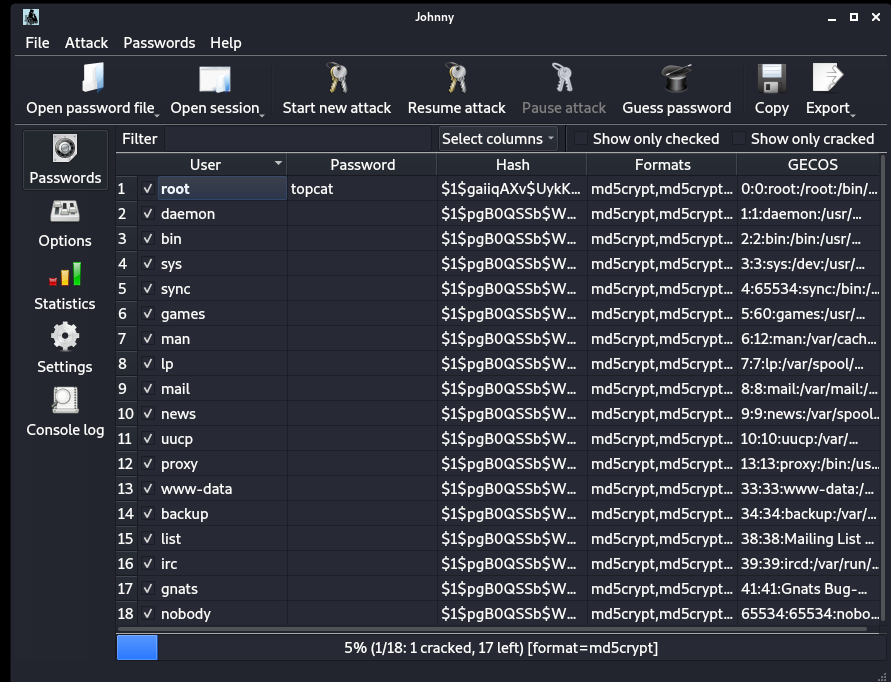 Johnny
File Attack Passwords Help
Open password file Open session Start new attack Resume attack Pause attack Guess password Copy Export
Filter Select columns Show only checked Show only cracked
Passwords
Options
Statistics
Settings
Console log
User Password Hash Formats GECOS
1 root topcat $1$gaiiqAXv$UykK... md5crypt,md5crypt... 0:0:root:/root:/bin/...
2 daemon $1$pgB0QSSb$W... md5crypt,md5crypt... 1:1:daemon:/usr/...
3 bin $1$pgB0QSSb$W... md5crypt,md5crypt... 2:2:bin:/bin:/usr/...
4 sys $1$pgB0QSSb$W... md5crypt,md5crypt... 3:3:sys:/dev:/usr/...
5 sync $1$pgB0QSSb$W... md5crypt,md5crypt... 4:65534:sync:/bin:/...
6 games $1$pgB0QSSb$W... md5crypt,md5crypt... 5:60:games:/usr/...
7 man $1$pgB0QSSb$W... md5crypt,md5crypt... 6:12:man:/var/cach...
8 lp $1$pgB0QSSb$W... md5crypt,md5crypt... 7:7:lp:/var/spool/...
9 mail $1$pgB0QSSb$W... md5crypt,md5crypt... 8:8:mail:/var/mail:/...
10 news $1$pgB0QSSb$W... md5crypt,md5crypt... 9:9:news:/var/spool...
11 uucp $1$pgB0QSSb$W... md5crypt,md5crypt... 10:10:uucp:/var/...
12 proxy $1$pgB0QSSb$W... md5crypt,md5crypt... 13:13:proxy:/bin:/us...
13 www-data $1$pgB0QSSb$W... md5crypt,md5crypt... 33:33:www-data:/...
14 backup $1$pgB0QSSb$W... md5crypt,md5crypt... 34:34:backup:/var/...
15 list $1$pgB0QSSb$W... md5crypt,md5crypt... 38:38:Mailing List ...
16 irc $1$pgB0QSSb$W... md5crypt,md5crypt... 39:39:ircd:/var/run/...
17 gnats $1$pgB0QSSb$W... md5crypt,md5crypt... 41:41:Gnats Bug-...
18 nobody $1$pgB0QSSb$W... md5crypt,md5crypt... 65534:65534:nobo...
5% (1/18: 1 cracked, 17 left) [format=md5crypt]